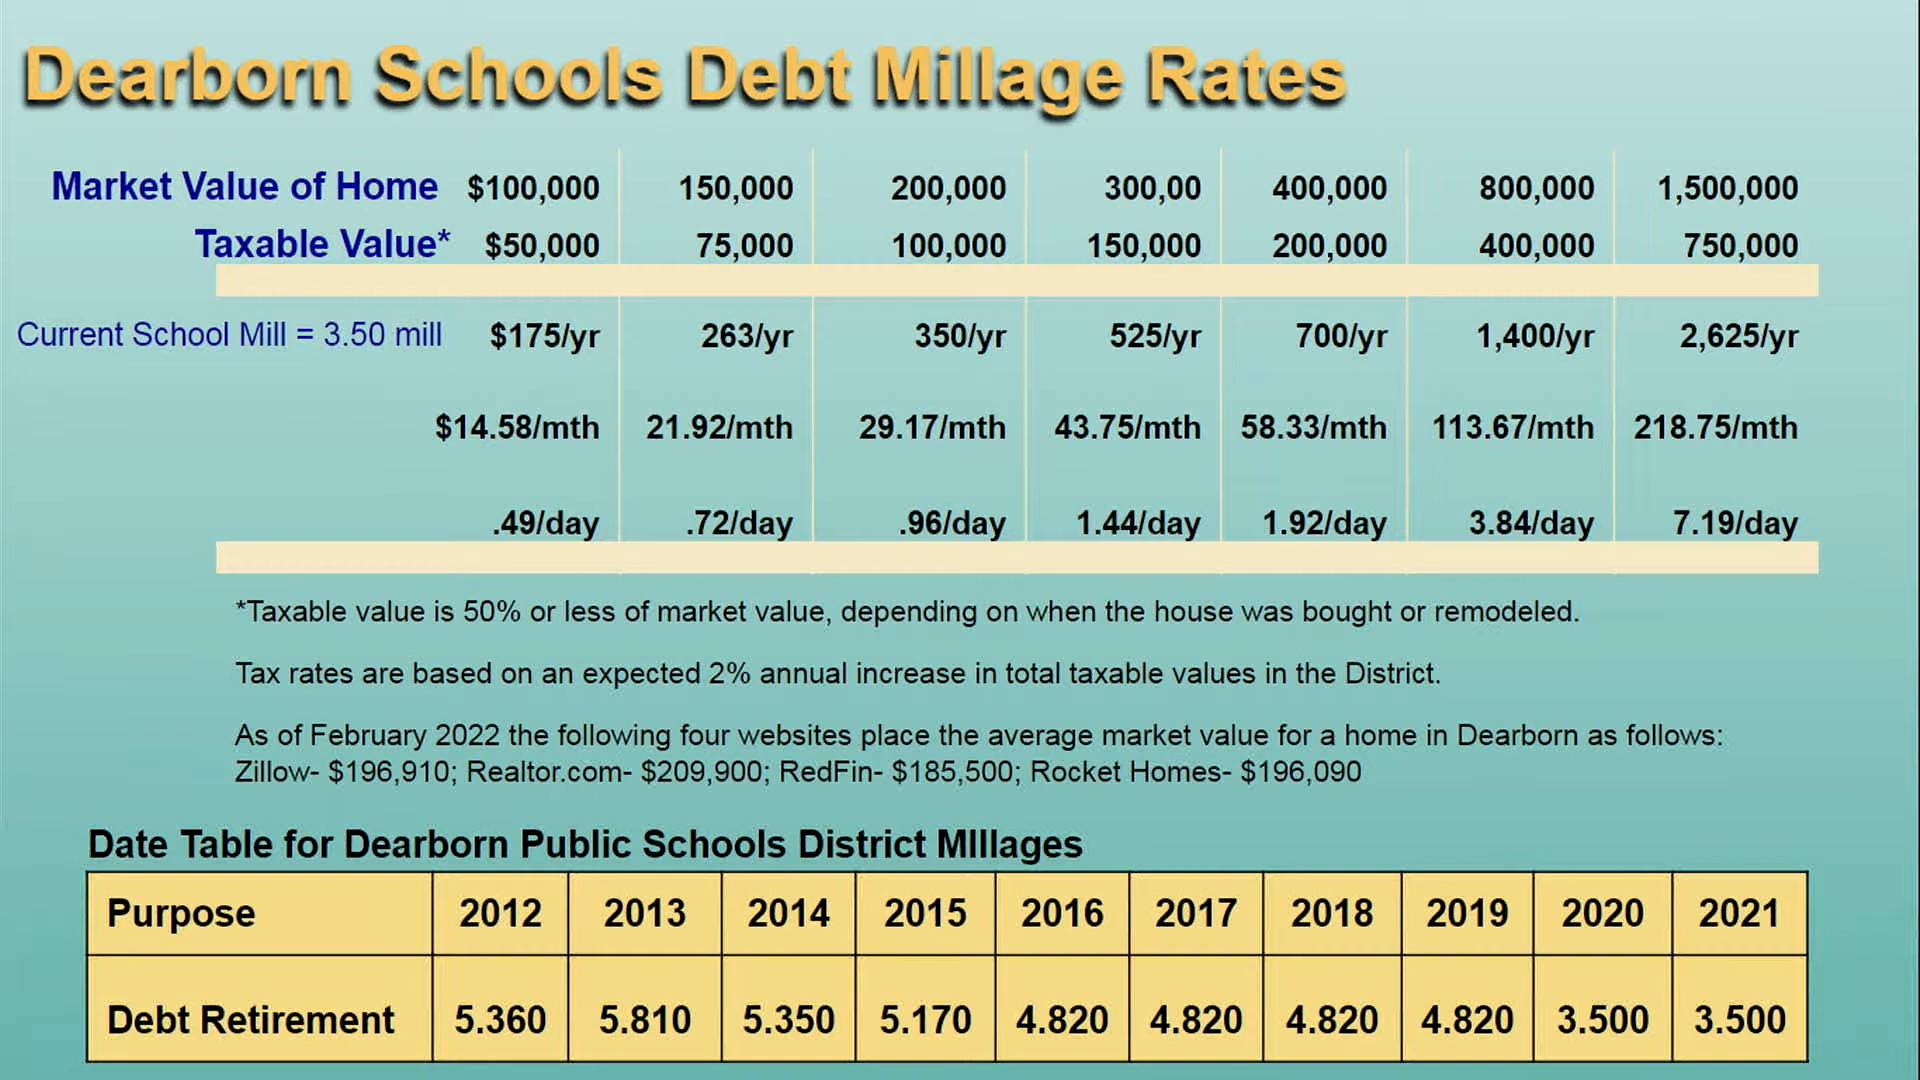 Dearborn Schools Debt Millage Rates
Market Value of Home $100,000 150,000 200,000 300,00 400,000 800,000 1,500,000
Taxable Value* $50,000 75,000 100,000 150,000 200,000 400,000 750,000
Current School Mill = 3.50 mill $175/yr 263/yr 350/yr 525/yr 700/yr 1,400/yr 2,625/yr
$14.58/mth 21.92/mth 29.17/mth 43.75/mth 58.33/mth 113.67/mth 218.75/mth
.49/day .72/day .96/day 1.44/day 1.92/day 3.84/day 7.19/day
*Taxable value is 50% or less of market value, depending on when the house was bought or remodeled.
Tax rates are based on an expected 2% annual increase in total taxable values in the District.
As of February 2022 the following four websites place the average market value for a home in Dearborn as follows:
Zillow- $196,910; Realtor.com- $209,900; RedFin- $185,500; Rocket Homes- $196,090
Date Table for Dearborn Public Schools District MIllages
Purpose 2012 2013 2014 2015 2016 2017 2018 2019 2020 2021
Debt Retirement 5.360 5.810 5.350 5.170 4.820 4.820 4.820 4.820 3.500 3.500